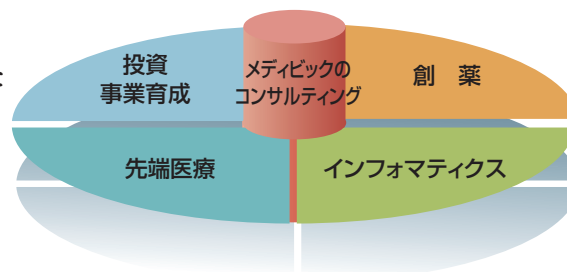 投資
事業育成
メディビックの
コンサルティング
創 薬
先端医療
インフォマティクス